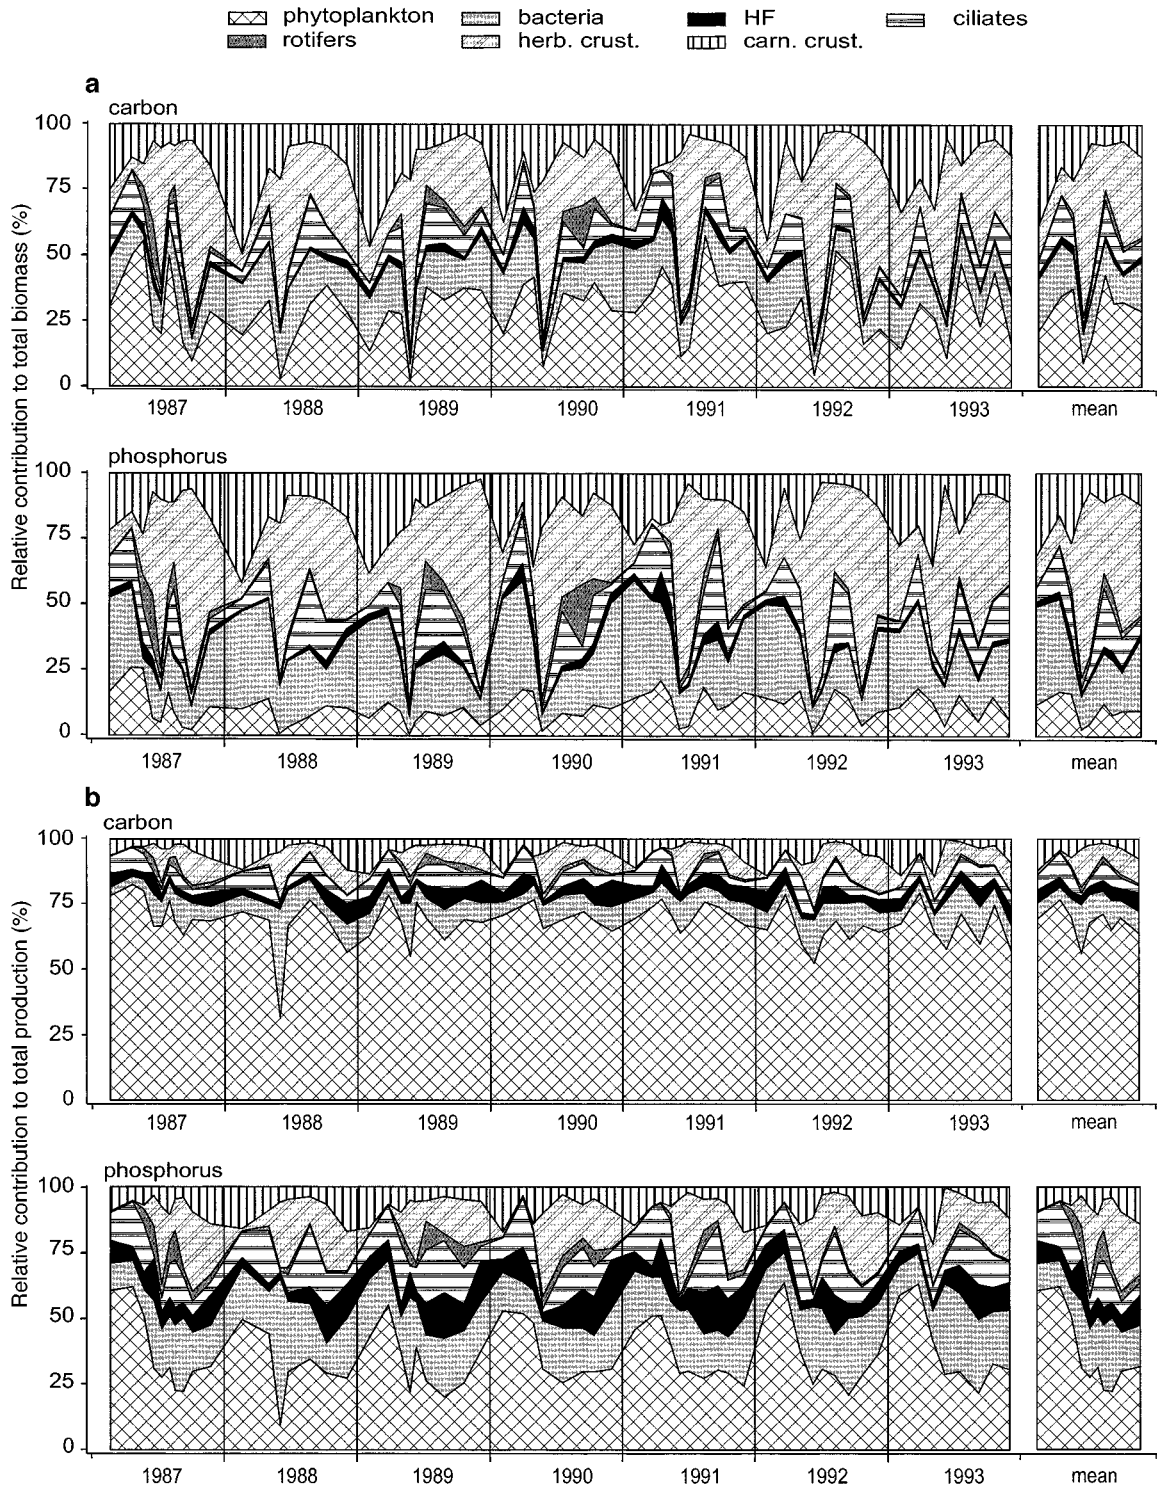 phytoplankton bacteria HF ciliates
rotifers herb. crust. carn. crust.
a
carbon
Relative contribution to total biomass (%)
100
75
50
25
0
1987 1988 1989 1990 1991 1992 1993 mean
phosphorus
100
75
50
25
0
1987 1988 1989 1990 1991 1992 1993 mean
b
carbon
Relative contribution to total production (%)
100
75
50
25
0
1987 1988 1989 1990 1991 1992 1993 mean
phosphorus
100
75
50
25
0
1987 1988 1989 1990 1991 1992 1993 mean